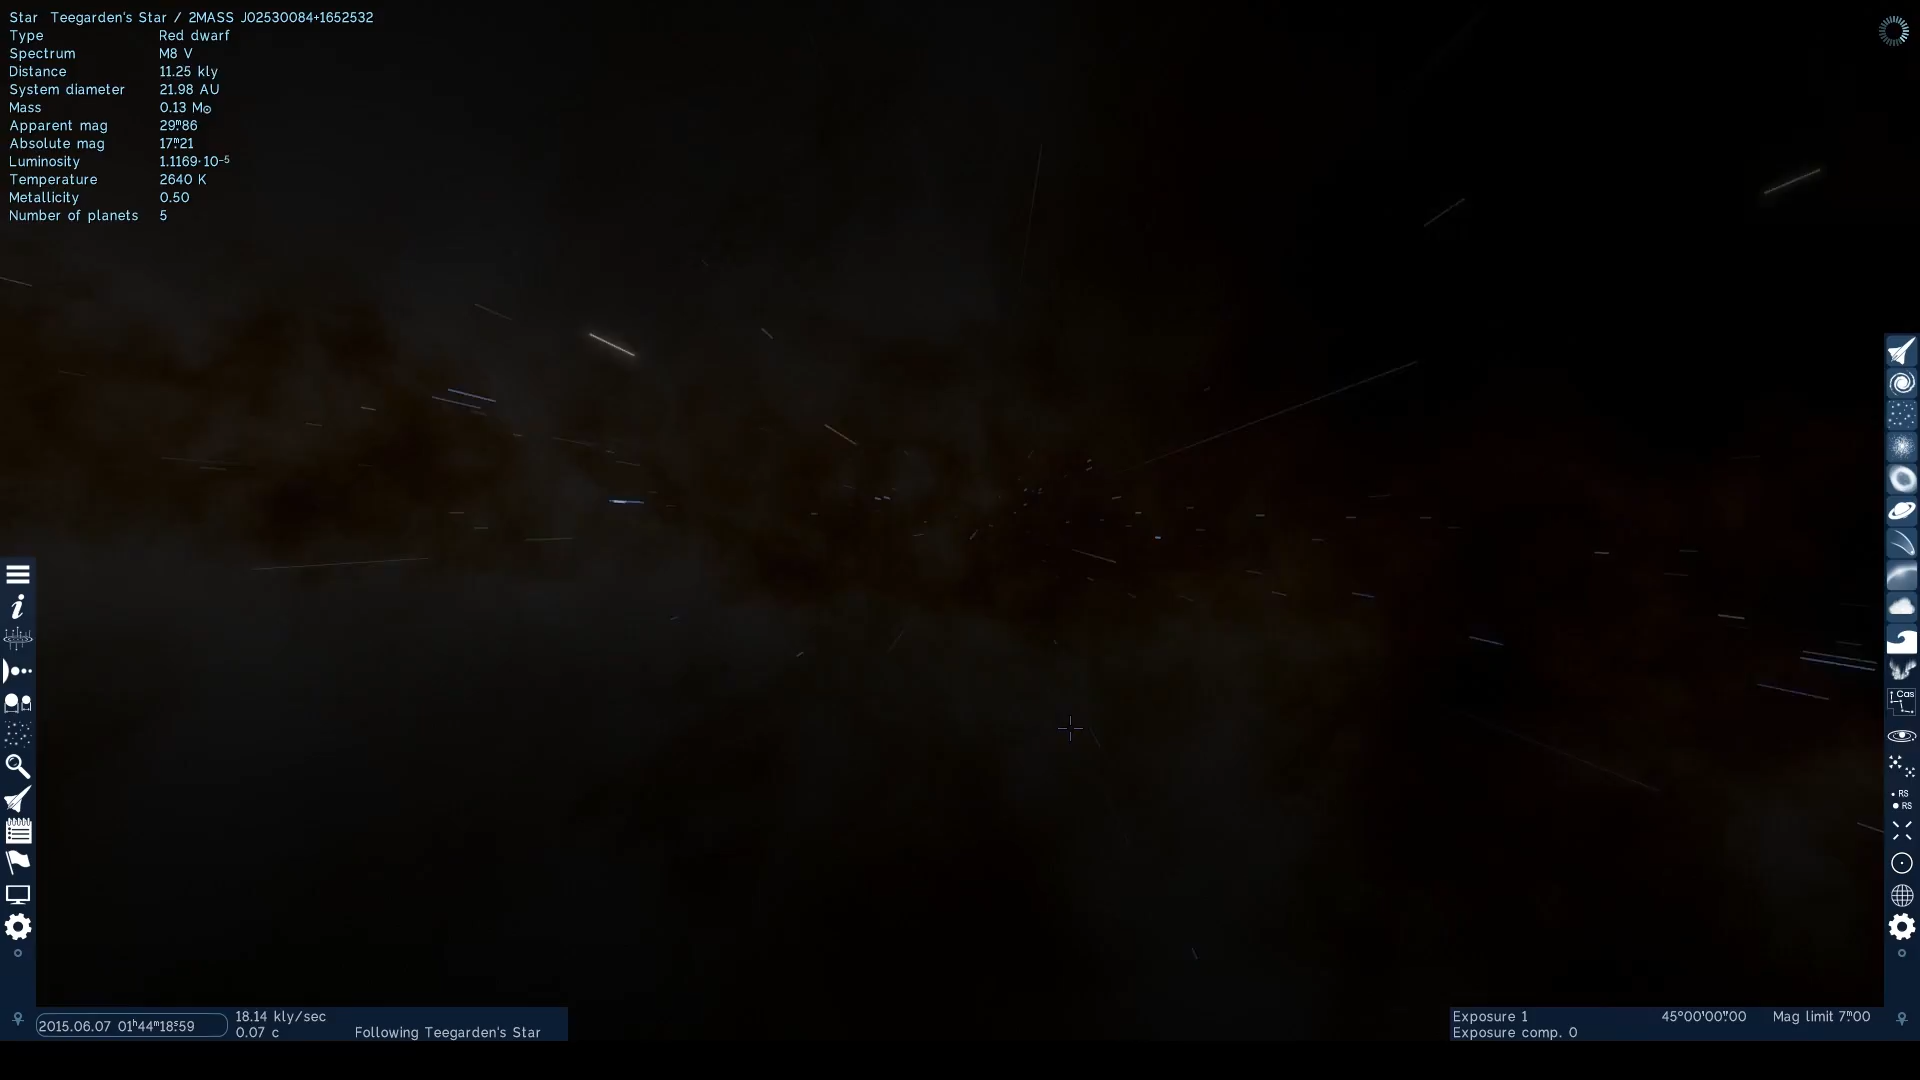 Star Teegarden's Star / 2MASS J02530084+1652532
Type Red dwarf
Spectrum M8 V
Distance 11.25 kly
System diameter 21.98 AU
Mass 0.13 M⊙
Apparent mag 29ᵐ86
Absolute mag 17ᵐ21
Luminosity 1.1169·10⁻⁵
Temperature 2640 K
Metallicity 0.50
Number of planets 5
Cas
RS
RS
2015.06.07 01ʰ44ᵐ18ˢ59
18.14 kly/sec
0.07 c Following Teegarden's Star
Exposure 1 45°00'00"00 Mag limit 7ᵐ00
Exposure comp. 0